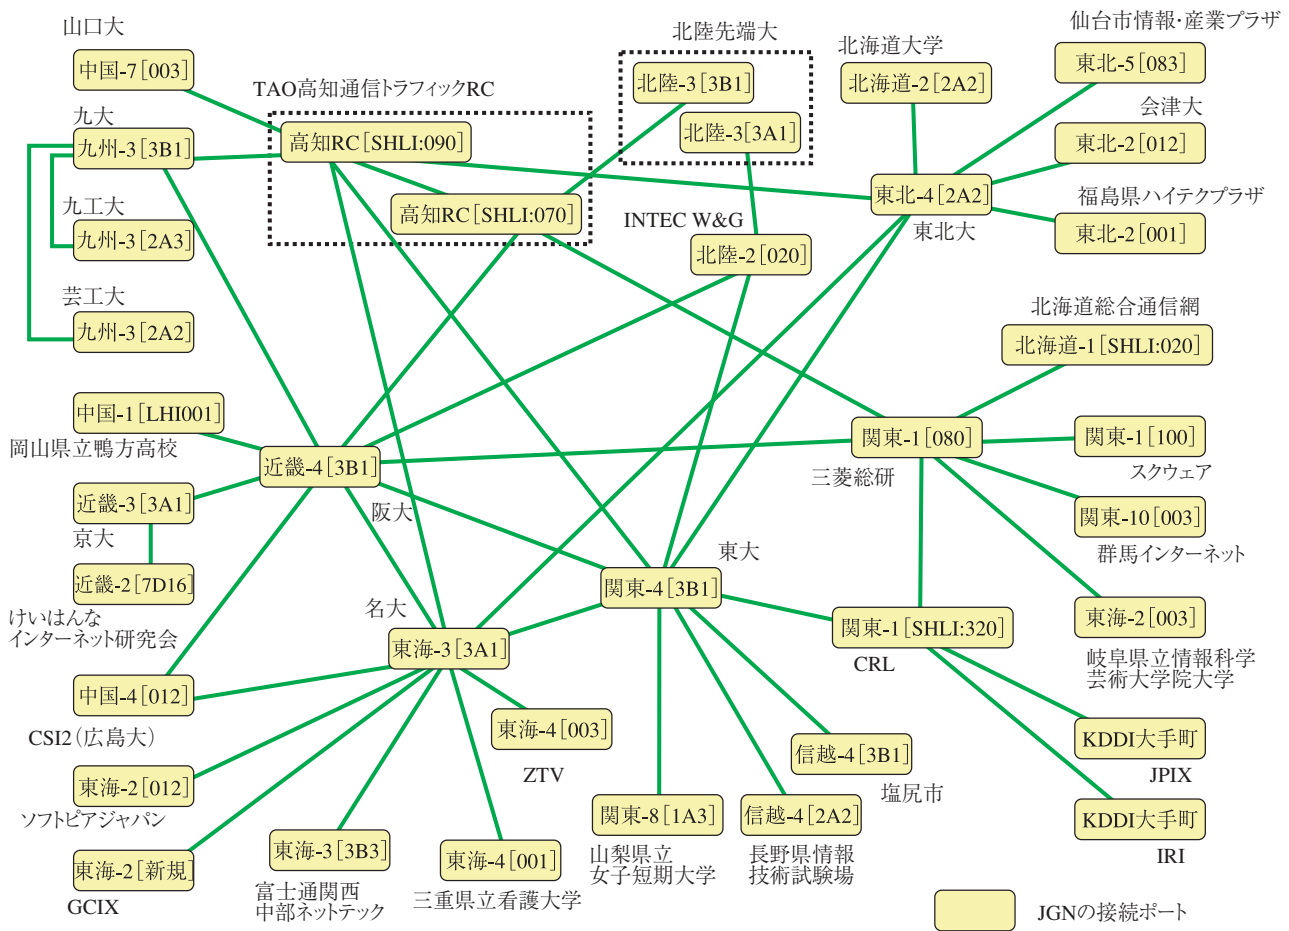 山口大
中国-7[003]
九大
九州-3[3B1]
九工大
九州-3[2A3]
芸工大
九州-3[2A2]
TAO高知通信トラフィックRC
高知RC[SHLI:090]
高知RC[SHLI:070]
北陸先端大
北陸-3[3B1]
北陸-3[3A1]
INTEC W&G
北陸-2[020]
北海道大学
北海道-2[2A2]
仙台市情報・産業プラザ
東北-5[083]
会津大
東北-2[012]
東北-4[2A2]
東北大
福島県ハイテクプラザ
東北-2[001]
北海道総合通信網
北海道-1[SHLI:020]
中国-1[LHI001]
岡山県立鴨方高校
近畿-4[3B1]
阪大
近畿-3[3A1]
京大
近畿-2[7D16]
けいはんな
インターネット研究会
関東-1[080]
三菱総研
関東-1[100]
スクウェア
関東-10[003]
群馬インターネット
東海-2[003]
岐阜県立情報科学
芸術大学院大学
東大
関東-4[3B1]
関東-1[SHLI:320]
CRL
名大
東海-3[3A1]
中国-4[012]
CSI2(広島大)
東海-2[012]
ソフトピアジャパン
東海-2[新規]
GCIX
東海-3[3B3]
富士通関西
中部ネットテック
東海-4[001]
三重県立看護大学
東海-4[003]
ZTV
関東-8[1A3]
山梨県立
女子短期大学
信越-4[2A2]
長野県情報
技術試験場
信越-4[3B1]
塩尻市
KDDI大手町
JPIX
KDDI大手町
IRI
JGNの接続ポート